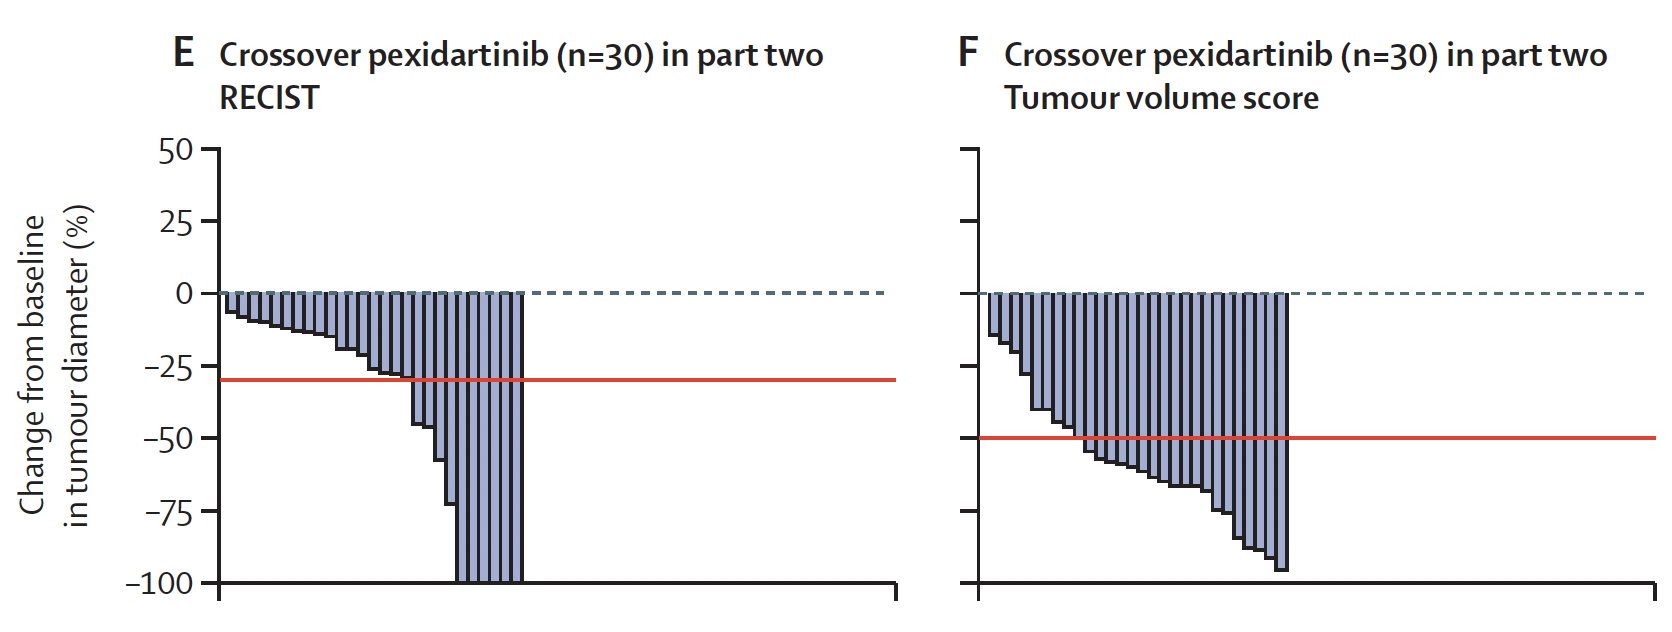 E Crossover pexidartinib (n=30) in part two
RECIST
F Crossover pexidartinib (n=30) in part two
Tumour volume score
Change from baseline
in tumour diameter (%)
50
25
0
–25
–50
–75
–100